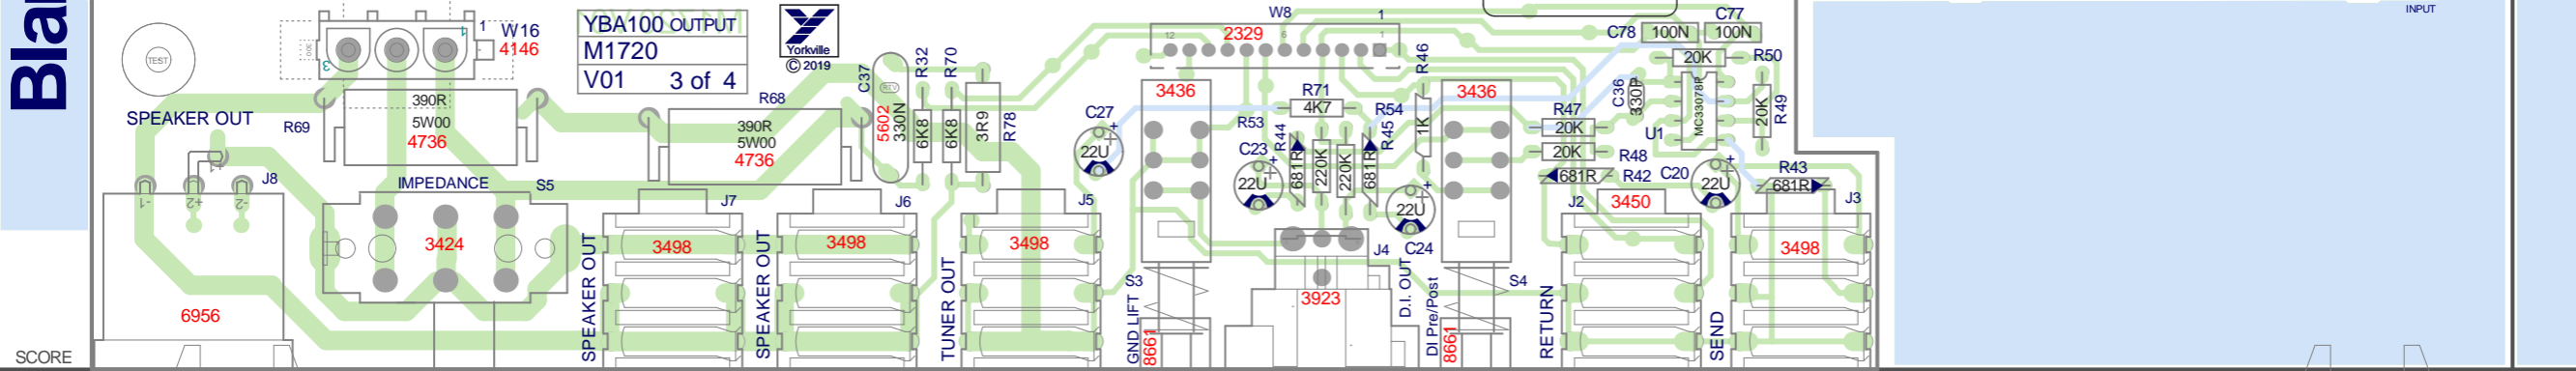 Bla
SCORE
TEST
SPEAKER OUT
J8
-1
+1
+2
-2
6956
1
W16
4146
3
R69
390R
5W00
4736
IMPEDANCE
S5
3424
YBA100 OUTPUT
M1720
V01 3 of 4
Yorkville
© 2019
R68
390R
5W00
4736
C37
5602
330N
R32
6K8
R70
6K8
3R9
R78
J7
3498
SPEAKER OUT
J6
3498
SPEAKER OUT
J5
3498
TUNER OUT
C27
22U
+
W8
1
2329
12
6
1
3436
S3
GND LIFT
8661
R71
4K7
R53
R44
C23
22U
+
681R
220K
220K
681R
R54
R45
R46
1K
22U
+
C24
J4
3923
D.I. OUT
3436
S4
DI Pre/Post
8661
C78
100N
C77
100N
20K
R50
C36
330P
MC33078P
U1
20K
R49
R47
20K
20K
R48
681R
R42
C20
22U
+
R43
681R
J2
3450
RETURN
J3
3498
SEND
INPUT